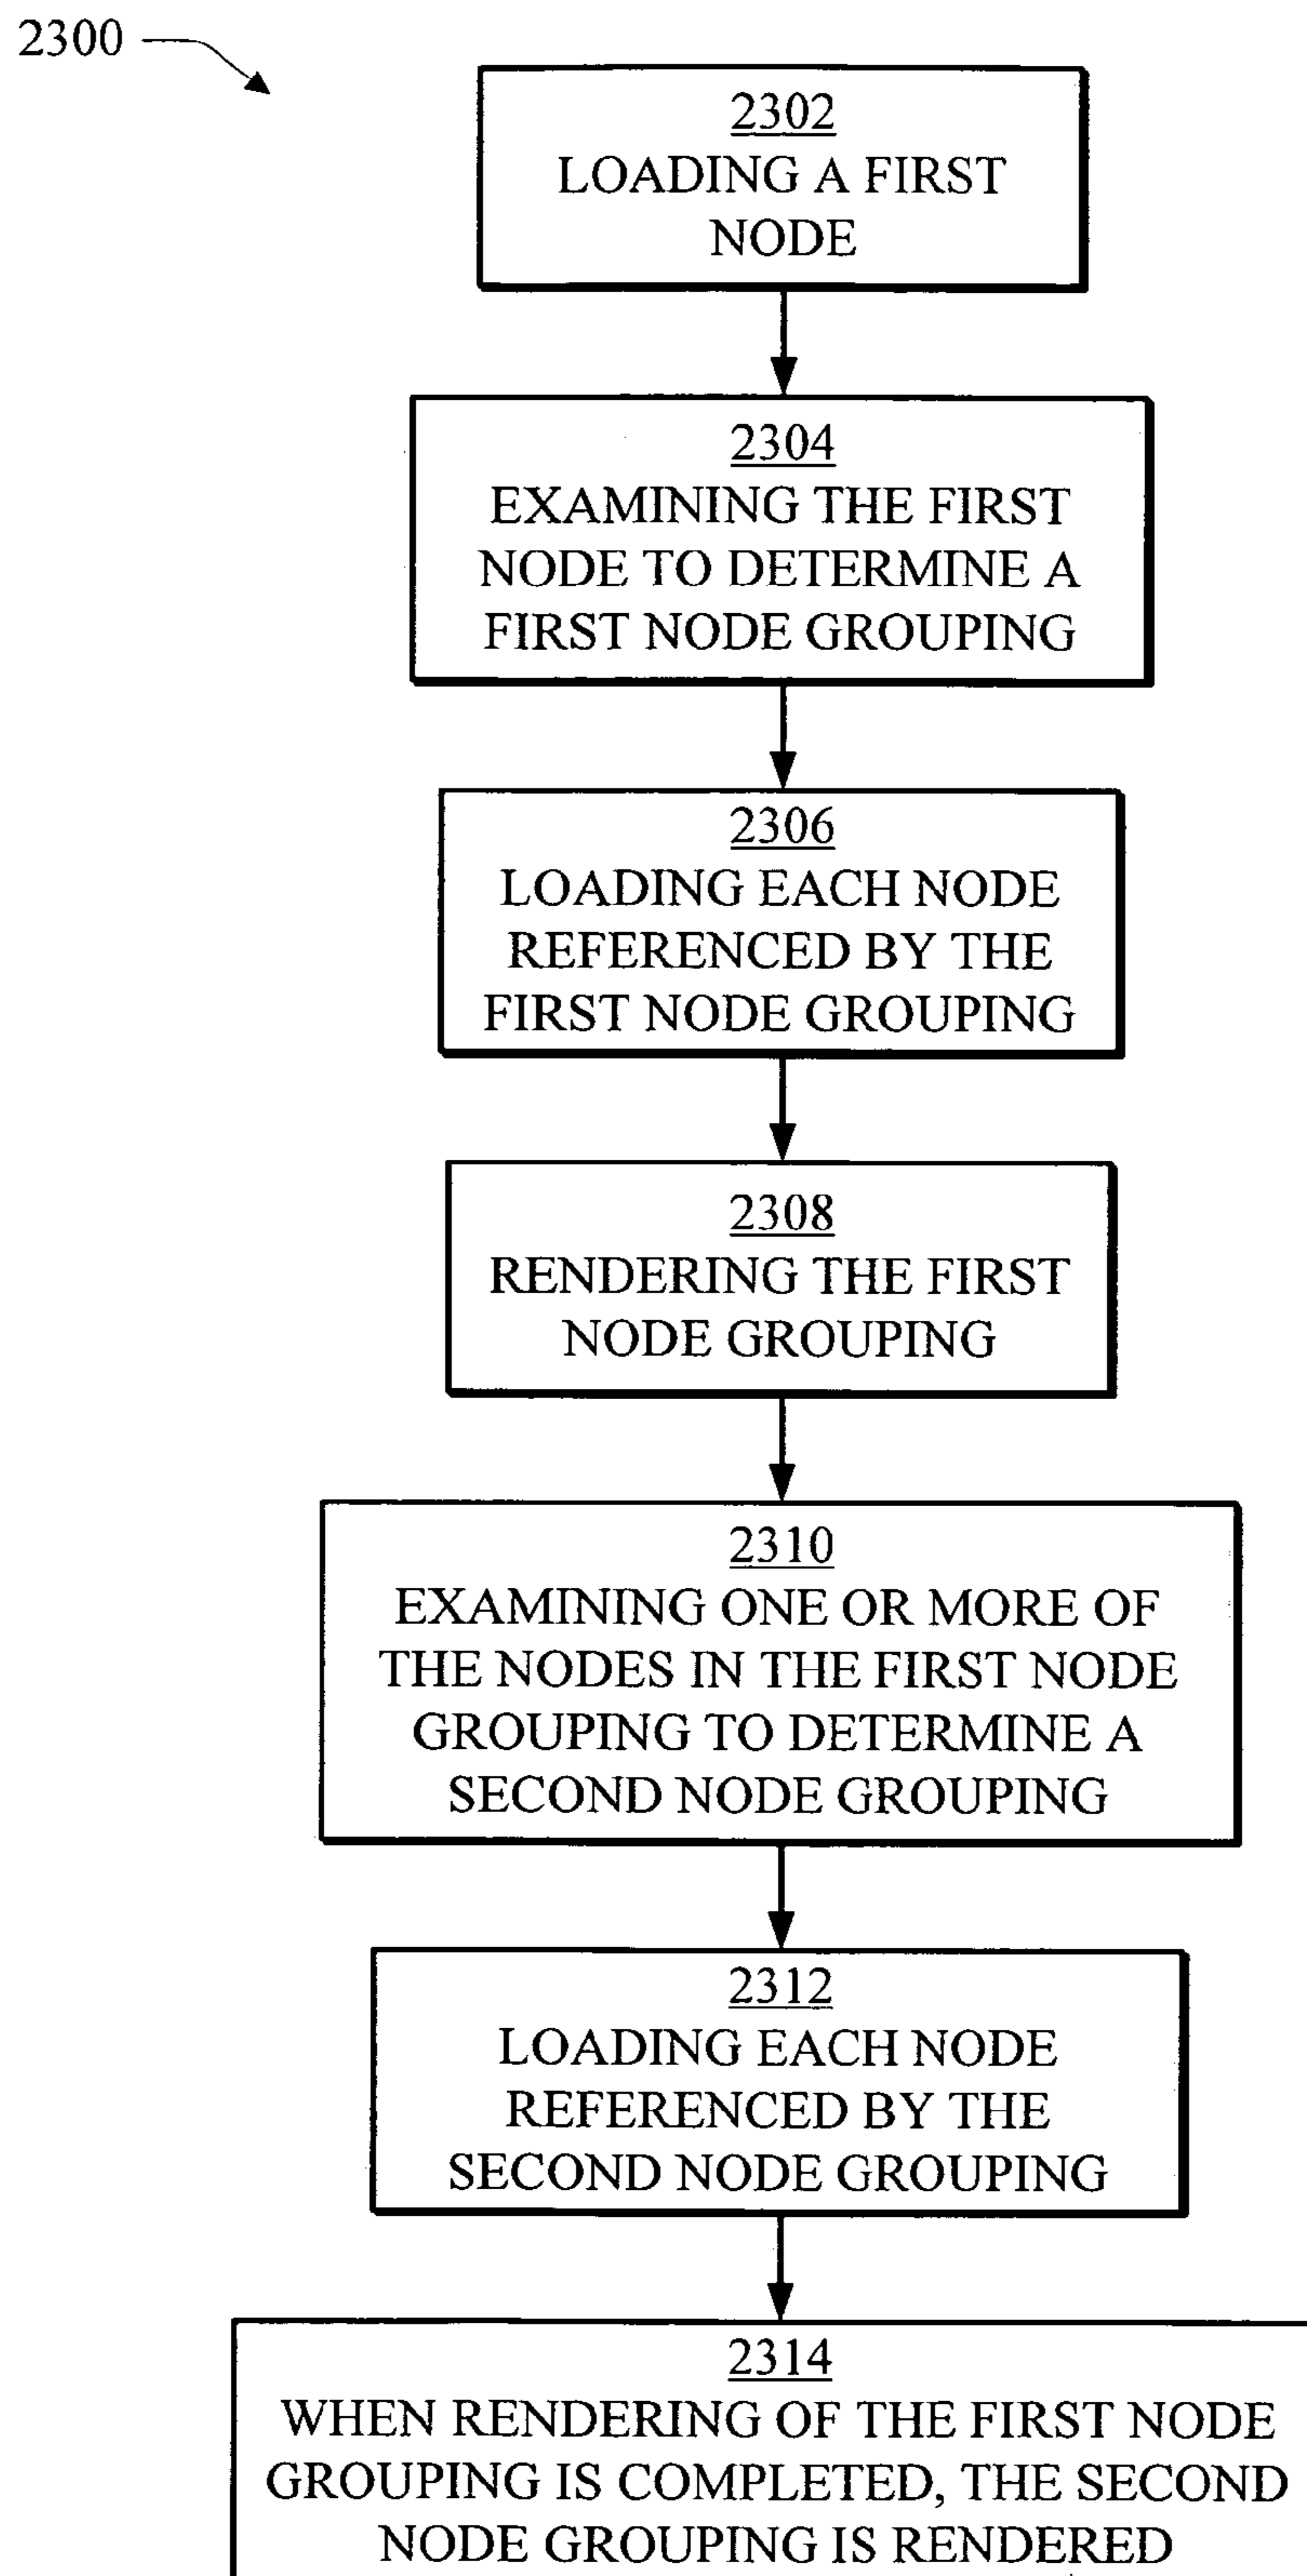 2300
2302
LOADING A FIRST
NODE
2304
EXAMINING THE FIRST
NODE TO DETERMINE A
FIRST NODE GROUPING
2306
LOADING EACH NODE
REFERENCED BY THE
FIRST NODE GROUPING
2308
RENDERING THE FIRST
NODE GROUPING
2310
EXAMINING ONE OR MORE OF
THE NODES IN THE FIRST NODE
GROUPING TO DETERMINE A
SECOND NODE GROUPING
2312
LOADING EACH NODE
REFERENCED BY THE
SECOND NODE GROUPING
2314
WHEN RENDERING OF THE FIRST NODE
GROUPING IS COMPLETED, THE SECOND
NODE GROUPING IS RENDERED